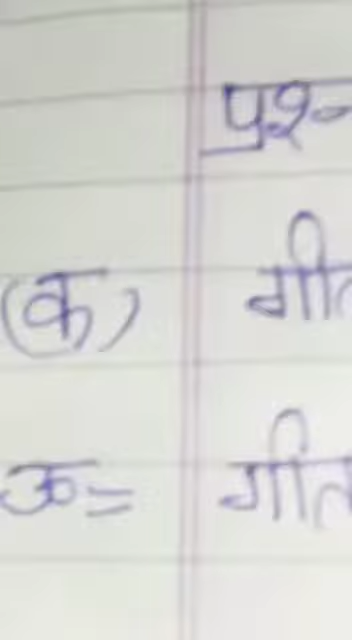 प्रश्न
(क) गीत
ऊ= गीत